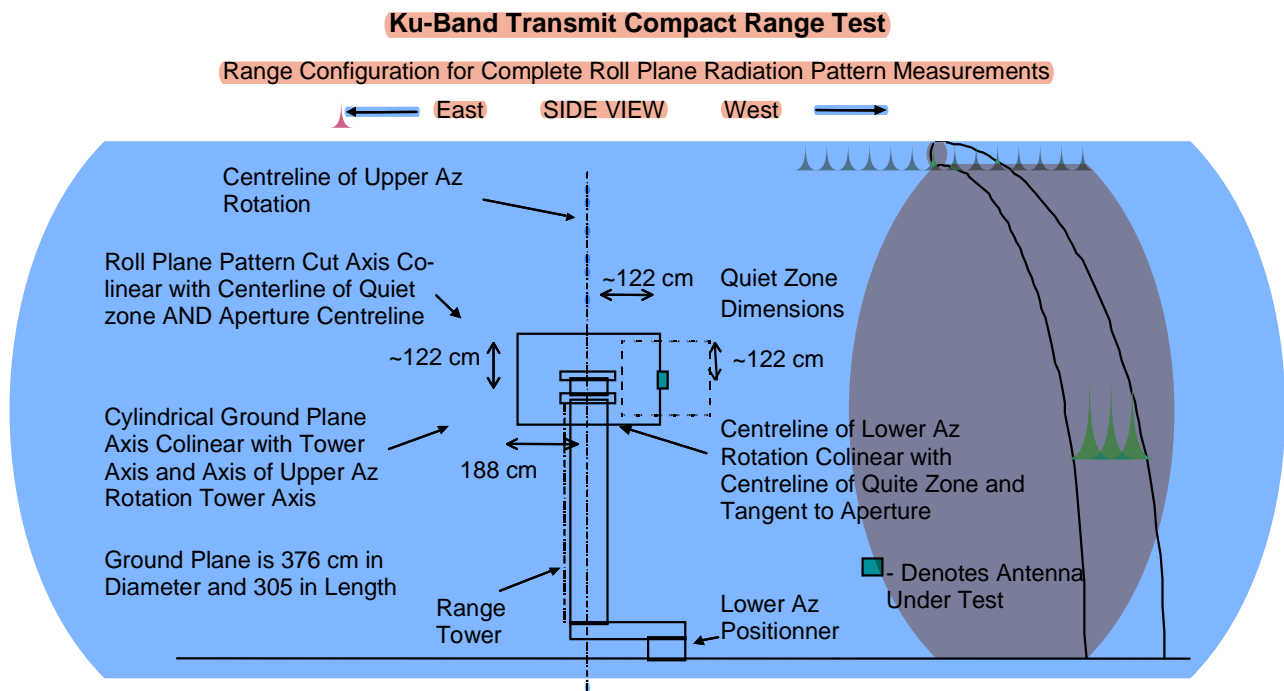 Ku-Band Transmit Compact Range Test
Range Configuration for Complete Roll Plane Radiation Pattern Measurements
East SIDE VIEW West
Centreline of Upper Az
Rotation
Roll Plane Pattern Cut Axis Co-
linear with Centerline of Quiet
zone AND Aperture Centreline
~122 cm
Quiet Zone
Dimensions
~122 cm
~122 cm
Cylindrical Ground Plane
Axis Colinear with Tower
Axis and Axis of Upper Az
Rotation Tower Axis
188 cm
Centreline of Lower Az
Rotation Colinear with
Centreline of Quite Zone and
Tangent to Aperture
Ground Plane is 376 cm in
Diameter and 305 in Length
Range
Tower
Lower Az
Positionner
- Denotes Antenna
Under Test